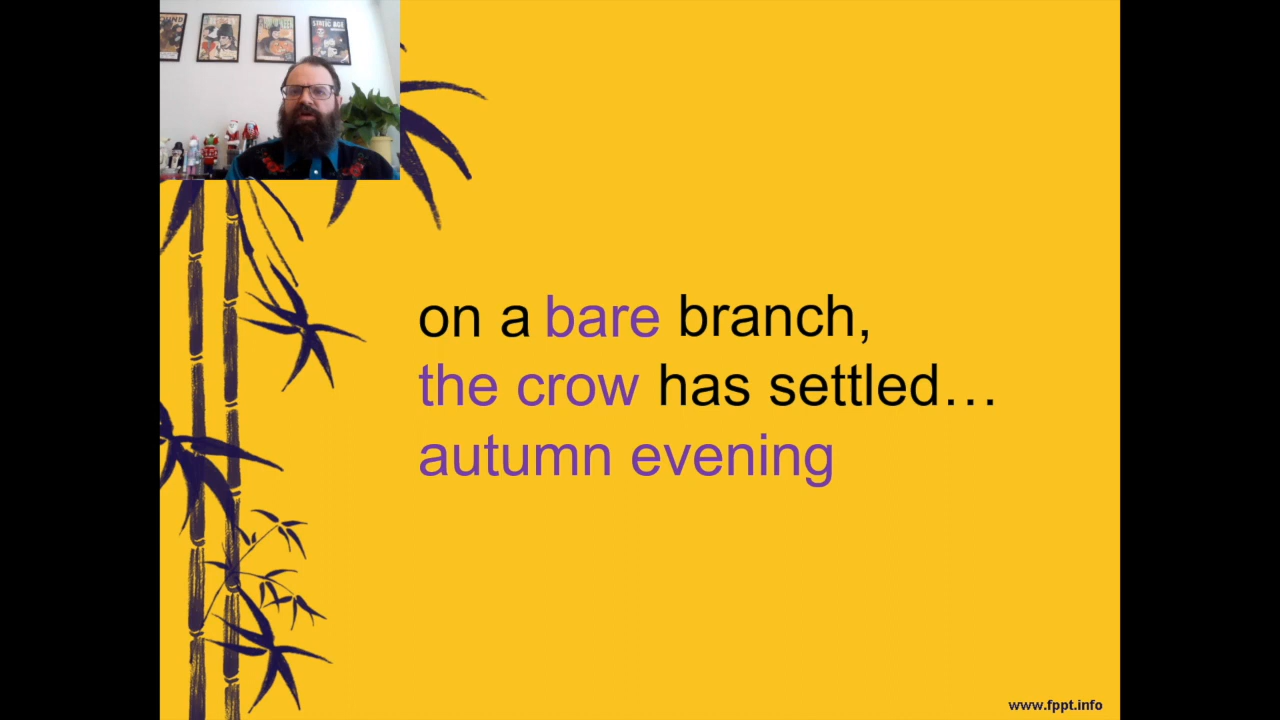 on a bare branch,
the crow has settled…
autumn evening
www.fppt.info